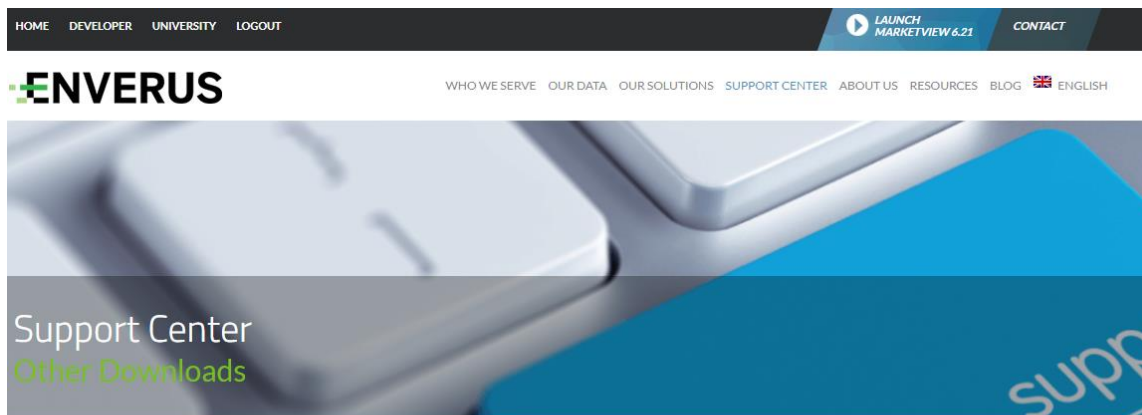 HOME DEVELOPER UNIVERSITY LOGOUT
LAUNCH
MARKETVIEW 6.21
CONTACT
ENVERUS
WHO WE SERVE OUR DATA OUR SOLUTIONS SUPPORT CENTER ABOUT US RESOURCES BLOG ENGLISH
Support Center
Other Downloads
supp